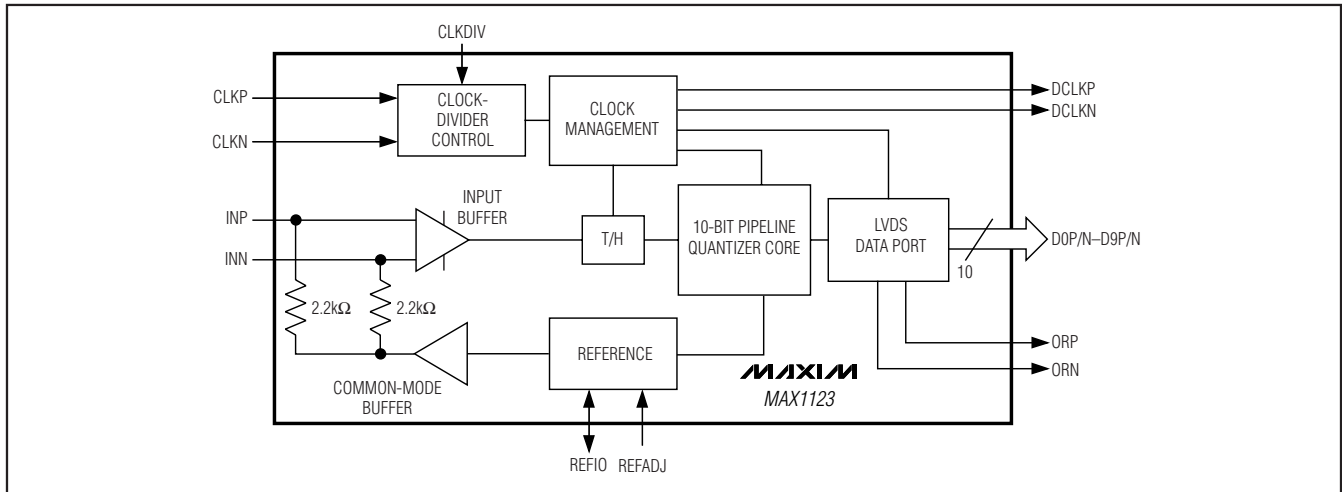 CLKDIV
CLKP
CLKN
CLOCK-
DIVIDER
CONTROL
CLOCK
MANAGEMENT
DCLKP
DCLKN
INP
INN
INPUT
BUFFER
T/H
10-BIT PIPELINE
QUANTIZER CORE
LVDS
DATA PORT
10
D0P/N–D9P/N
2.2kΩ
2.2kΩ
COMMON-MODE
BUFFER
REFERENCE
MAXIM
MAX1123
ORP
ORN
REFIO
REFADJ